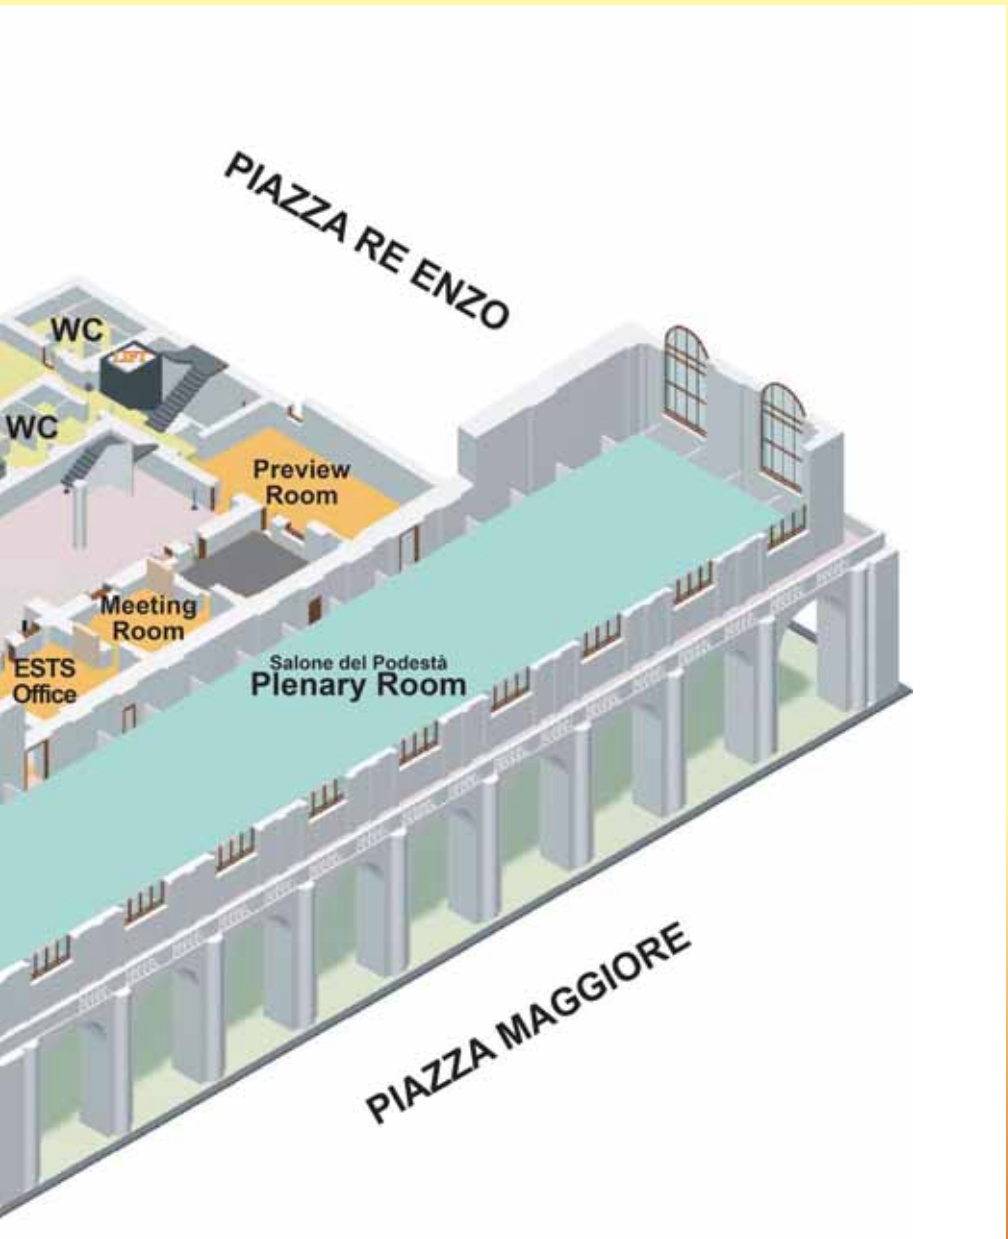 PIAZZA RE ENZO
WC
LIFT
WC
Preview
Room
Meeting
Room
ESTS
Office
Salone del Podestà
Plenary Room
PIAZZA MAGGIORE